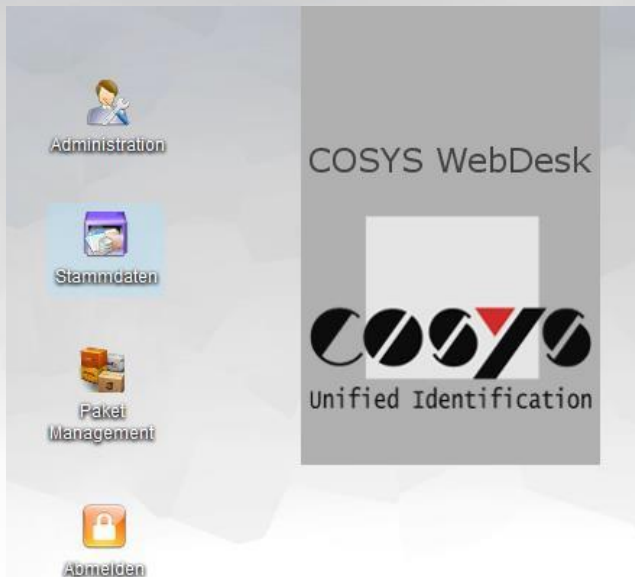 Administration
Stammdaten
Paket
Management
Abmelden
COSYS WebDesk
COSYS
Unified Identification